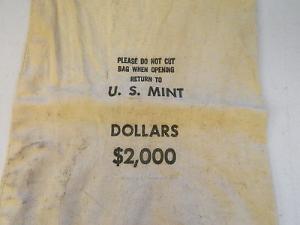 PLEASE DO NOT CUT
BAG WHEN OPENING
RETURN TO
U. S. MINT
DOLLARS
$2,000